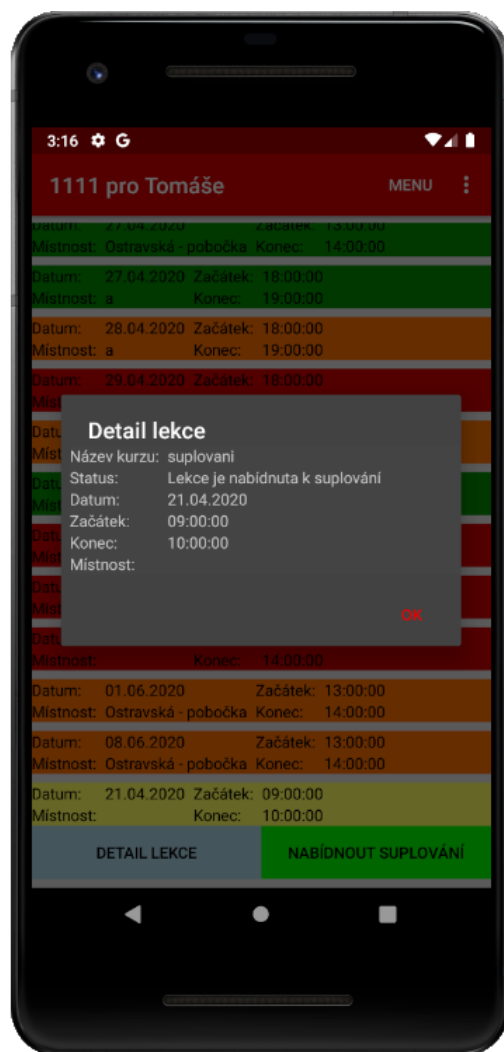 3:16 G
1111 pro Tomáše MENU
Datum: 27.04.2020 Začátek: 13:00:00
Místnost: Ostravská - pobočka Konec: 14:00:00
Datum: 27.04.2020 Začátek: 18:00:00
Místnost: a Konec: 19:00:00
Datum: 28.04.2020 Začátek: 18:00:00
Místnost: a Konec: 19:00:00
Datum: 29.04.2020 Začátek: 18:00:00
Detail lekce
Název kurzu: suplovani
Status: Lekce je nabídnuta k suplování
Datum: 21.04.2020
Začátek: 09:00:00
Konec: 10:00:00
Místnost:
OK
Místnost: Konec: 14:00:00
Datum: 01.06.2020 Začátek: 13:00:00
Místnost: Ostravská - pobočka Konec: 14:00:00
Datum: 08.06.2020 Začátek: 13:00:00
Místnost: Ostravská - pobočka Konec: 14:00:00
Datum: 21.04.2020 Začátek: 09:00:00
Místnost: Konec: 10:00:00
DETAIL LEKCE NABÍDNOUT SUPLOVÁNÍ